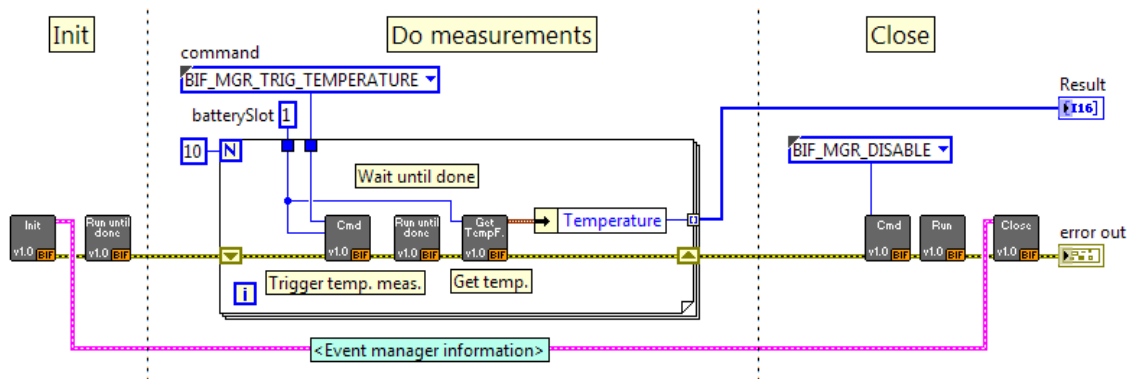 Init
Do measurements
Close
command
BIF_MGR_TRIG_TEMPERATURE
batterySlot 1
10 N
Wait until done
Result
[I16]
BIF_MGR_DISABLE
Init
v1.0 BIF
Run until
done
v1.0 BIF
Cmd
v1.0 BIF
Run until
done
v1.0 BIF
Get
TempF.
v1.0 BIF
Temperature
Cmd
v1.0 BIF
Run
v1.0 BIF
Close
v1.0 BIF
error out
Trigger temp. meas.
Get temp.
i
<Event manager information>